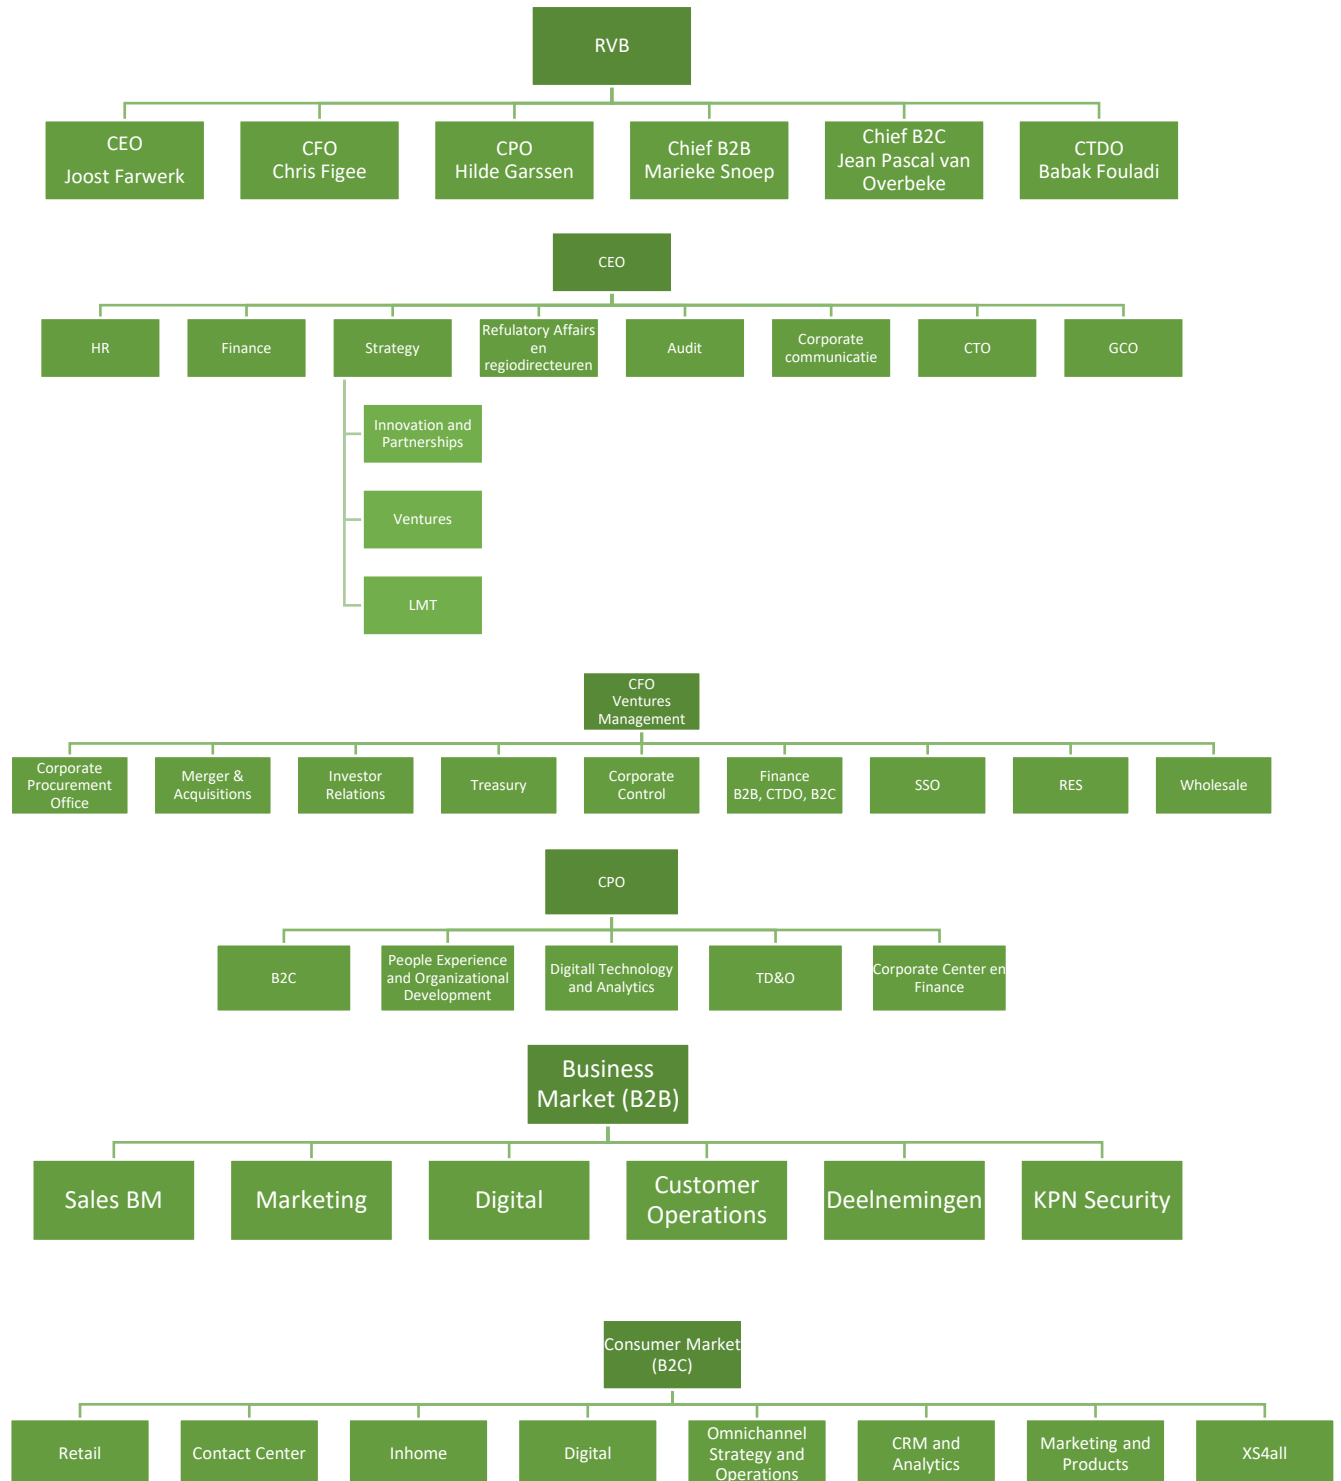 RVB
CEO
Joost Farwerk
CFO
Chris Figee
CPO
Hilde Garssen
Chief B2B
Marieke Snoep
Chief B2C
Jean Pascal van
Overbeke
CTDO
Babak Fouladi
CEO
HR
Finance
Strategy
Refulatory Affairs
en
regiodirecteuren
Audit
Corporate
communicatie
CTO
GCO
Innovation and
Partnerships
Ventures
LMT
CFO
Ventures
Management
Corporate
Procurement
Office
Merger &
Acquisitions
Investor
Relations
Treasury
Corporate
Control
Finance
B2B, CTDO, B2C
SSO
RES
Wholesale
CPO
B2C
People Experience
and Organizational
Development
Digitall Technology
and Analytics
TD&O
Corporate Center en
Finance
Business
Market (B2B)
Sales BM
Marketing
Digital
Customer
Operations
Deelnemingen
KPN Security
Consumer Market
(B2C)
Retail
Contact Center
Inhome
Digital
Omnichannel
Strategy and
Operations
CRM and
Analytics
Marketing and
Products
XS4all